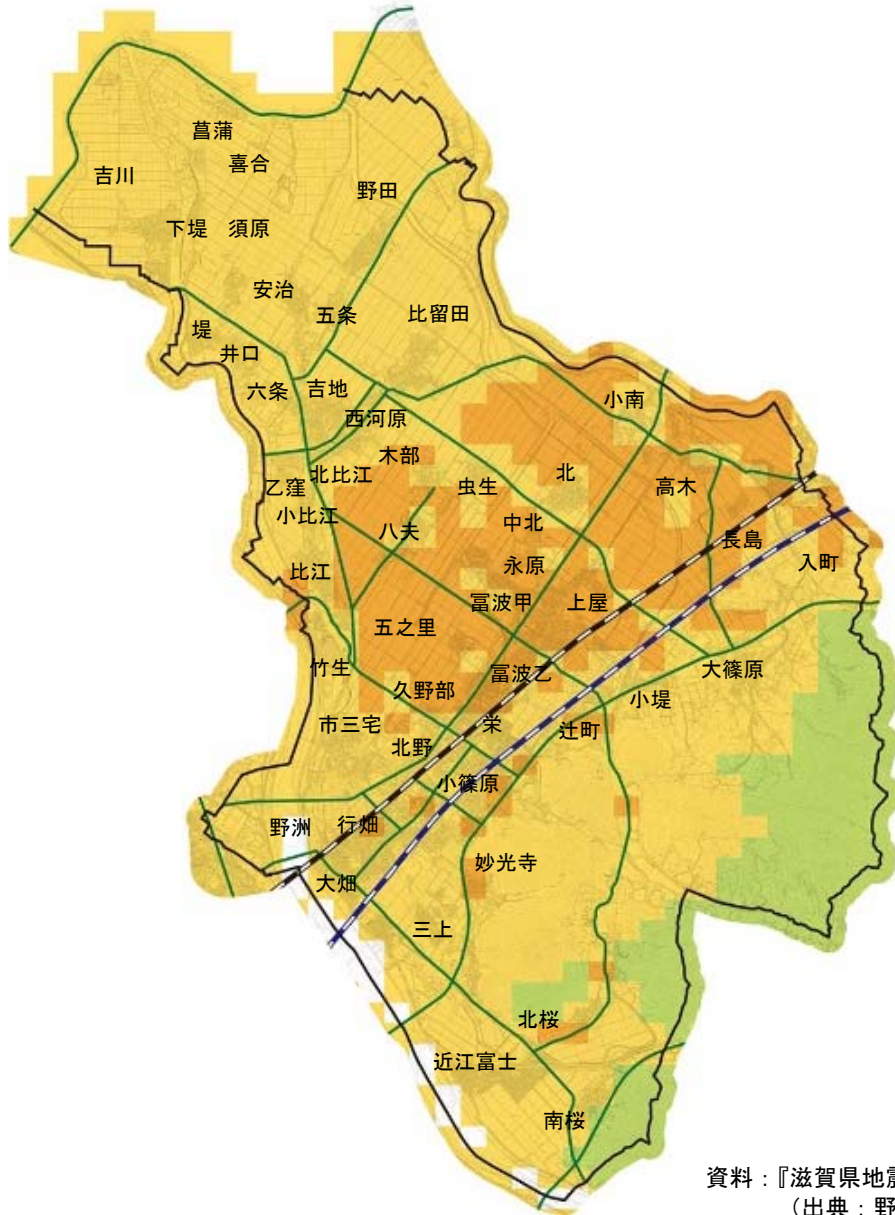 菖蒲
喜合
吉川
野田
下堤 須原
安治
五条
比留田
堤
井口
六条
吉地
小南
西河原
木部
北比江
北
乙窪
虫生
高木
小比江
八夫
中北
長島
永原
入町
比江
冨波甲
上屋
五之里
竹生
冨波乙
大篠原
久野部
小堤
市三宅
栄
辻町
北野
小篠原
野洲
行畑
妙光寺
大畑
三上
北桜
近江富士
南桜
資料：『滋賀県地震
（出典：野